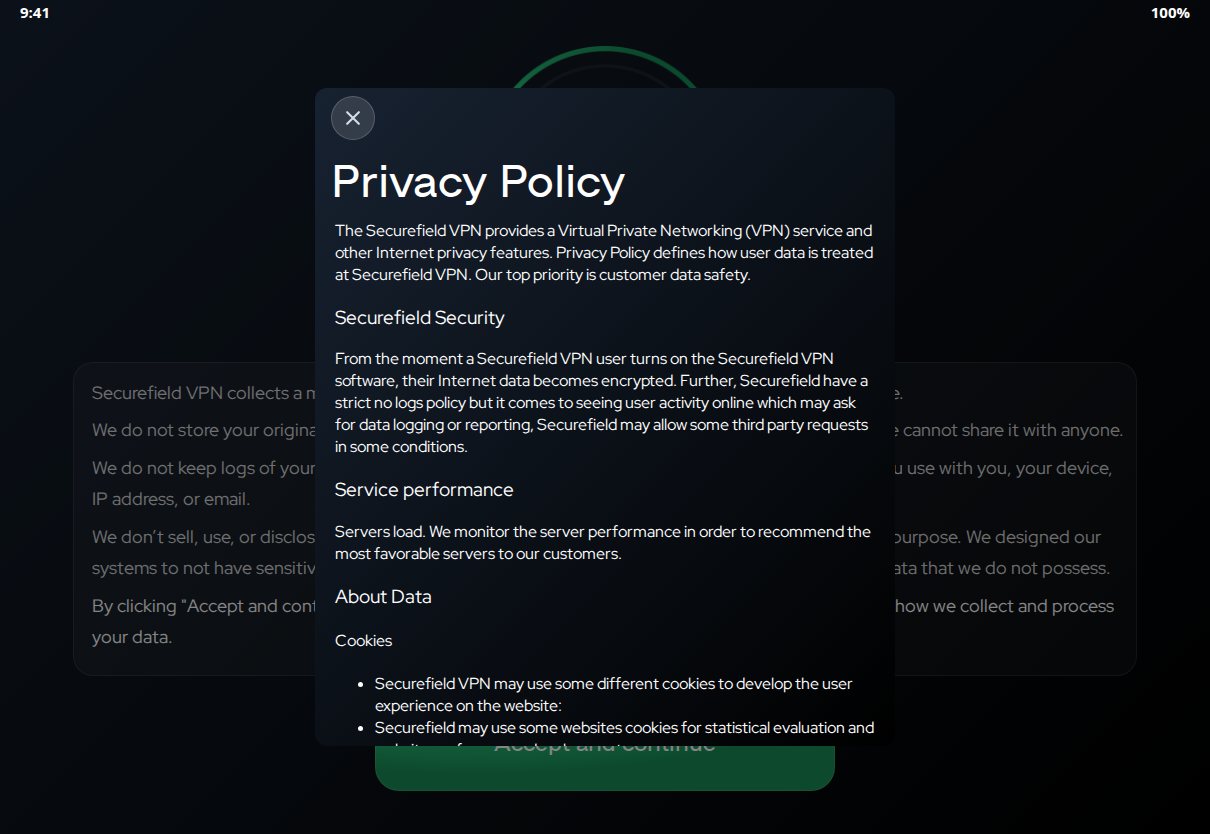 9:41
100%
Privacy Policy
The Securefield VPN provides a Virtual Private Networking (VPN) service and
other Internet privacy features. Privacy Policy defines how user data is treated
at Securefield VPN. Our top priority is customer data safety.
Securefield Security
From the moment a Securefield VPN user turns on the Securefield VPN
software, their Internet data becomes encrypted. Further, Securefield have a
strict no logs policy but it comes to seeing user activity online which may ask
for data logging or reporting, Securefield may allow some third party requests
in some conditions.
Service performance
Servers load. We monitor the server performance in order to recommend the
most favorable servers to our customers.
About Data
Cookies
• Securefield VPN may use some different cookies to develop the user
experience on the website:
• Securefield may use some websites cookies for statistical evaluation and
Securefield VPN collects a
We do not store your cannot share it with anyone.
We do not keep logs of your use with you, your device,
IP address, or email.
We don't sell, use, or We designed our
systems to not have that we do not possess.
By clicking "Accept and how we collect and process
your data.
Accept and continue